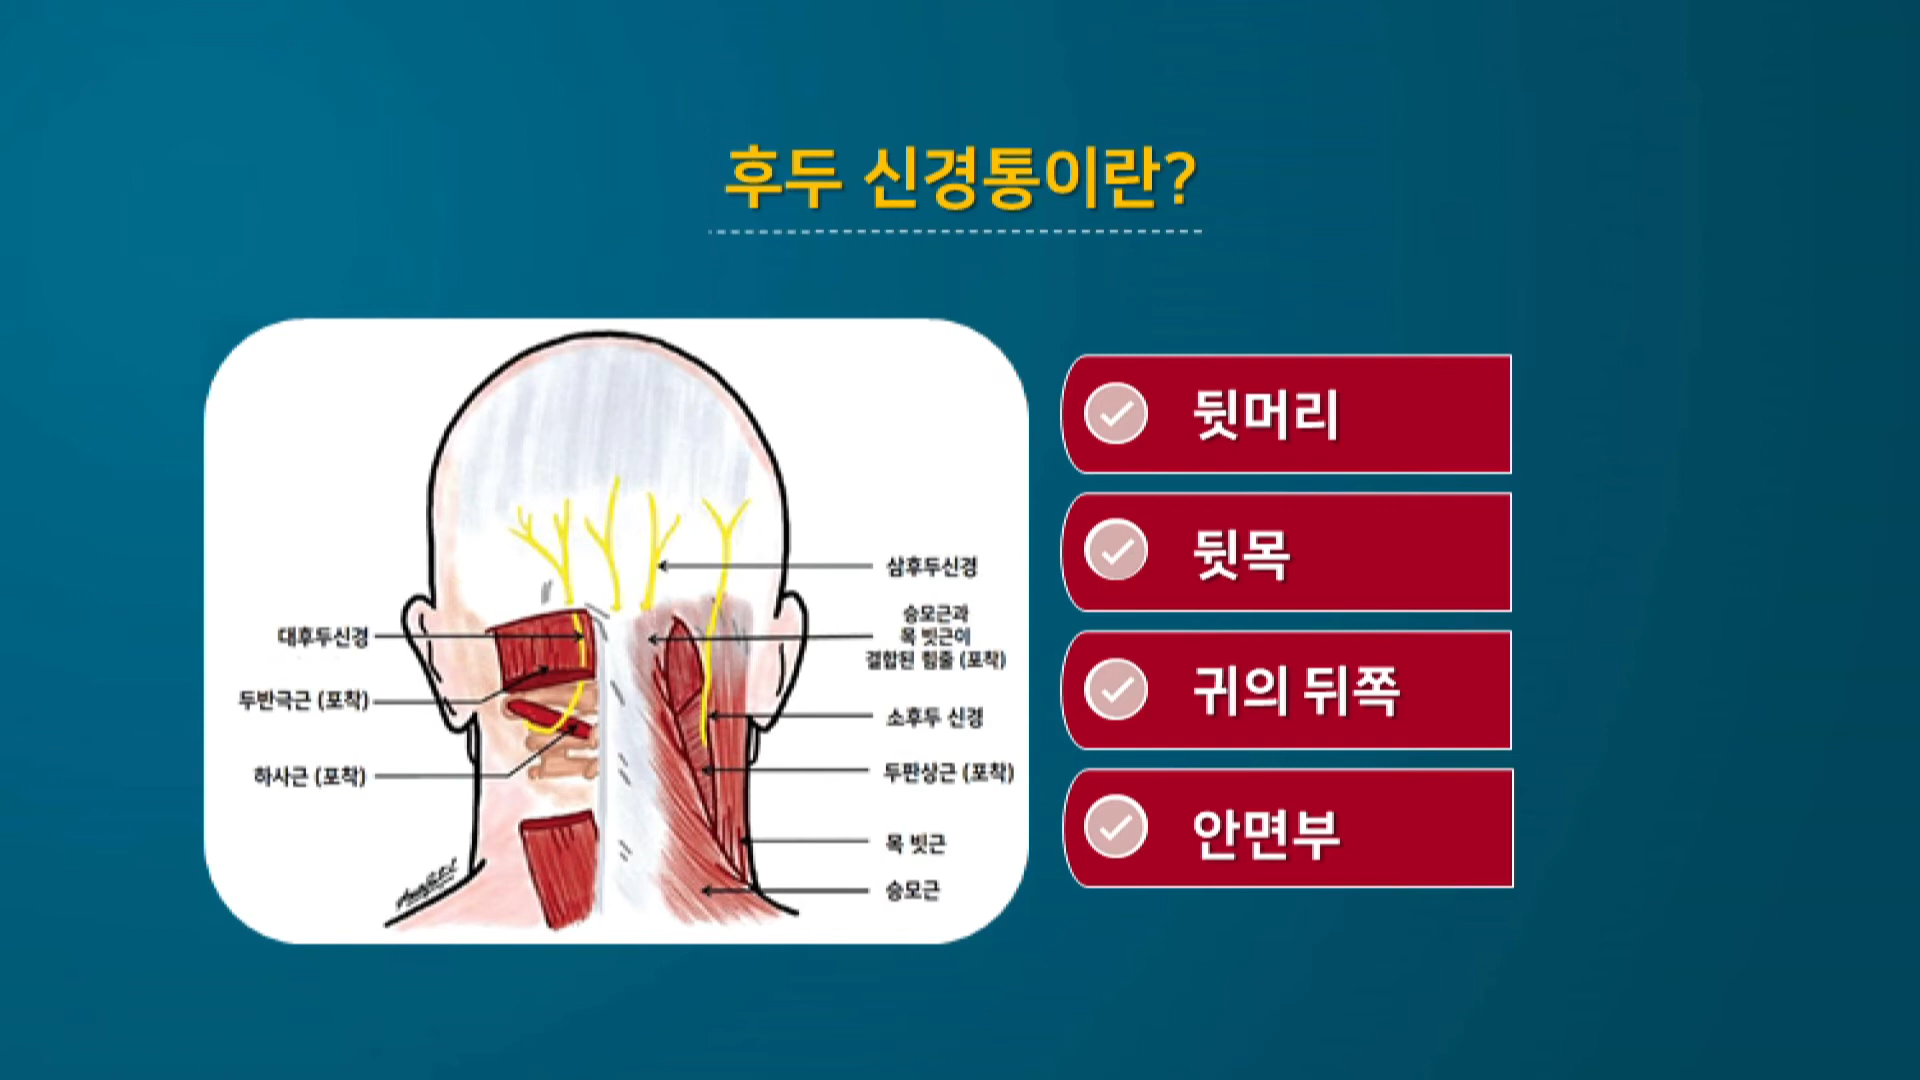 후두 신경통이란?
삼후두신경
승모근과
목 빗근이
결합된 힘줄 (포착)
대후두신경
두반극근 (포착)
소후두 신경
하사근 (포착)
두판상근 (포착)
목 빗근
승모근
뒷머리
뒷목
귀의 뒤쪽
안면부